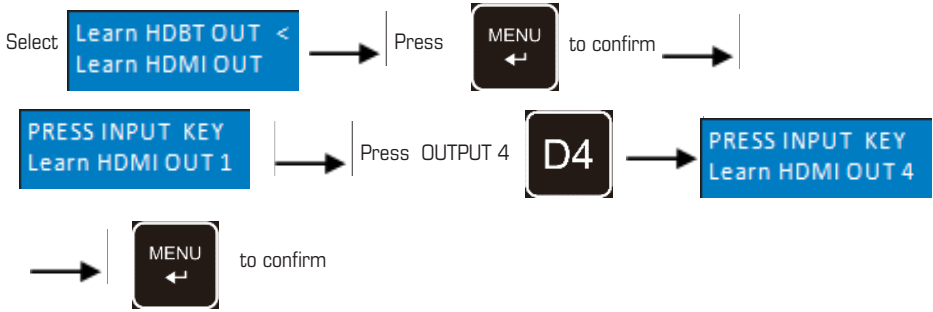 Select
Learn HDBT OUT <
Learn HDMI OUT
Press
MENU
to confirm
PRESS INPUT KEY
Learn HDMI OUT 1
Press OUTPUT 4
D4
PRESS INPUT KEY
Learn HDMI OUT 4
MENU
to confirm